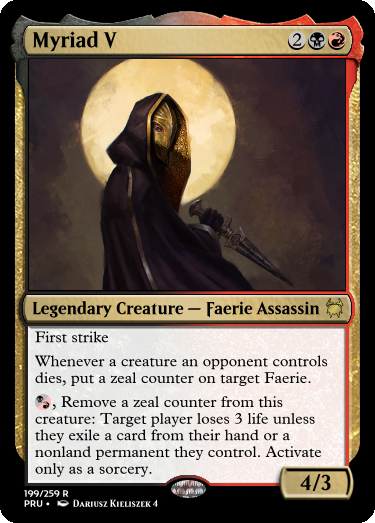 Myriad V 2
Legendary Creature — Faerie Assassin
First strike
Whenever a creature an opponent controls
dies, put a zeal counter on target Faerie.
, Remove a zeal counter from this
creature: Target player loses 3 life unless
they exile a card from their hand or a
nonland permanent they control. Activate
only as a sorcery.
4/3
199/259 R
PRU • Dariusz Kieliszek 4